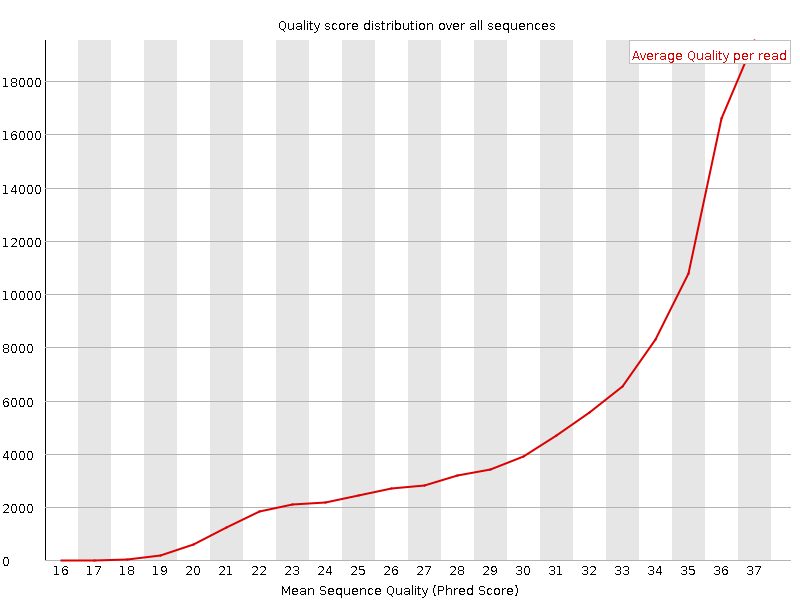 Quality score distribution over all sequences
Average Quality per read
18000
16000
14000
12000
10000
8000
6000
4000
2000
0
16 17 18 19 20 21 22 23 24 25 26 27 28 29 30 31 32 33 34 35 36 37
Mean Sequence Quality (Phred Score)